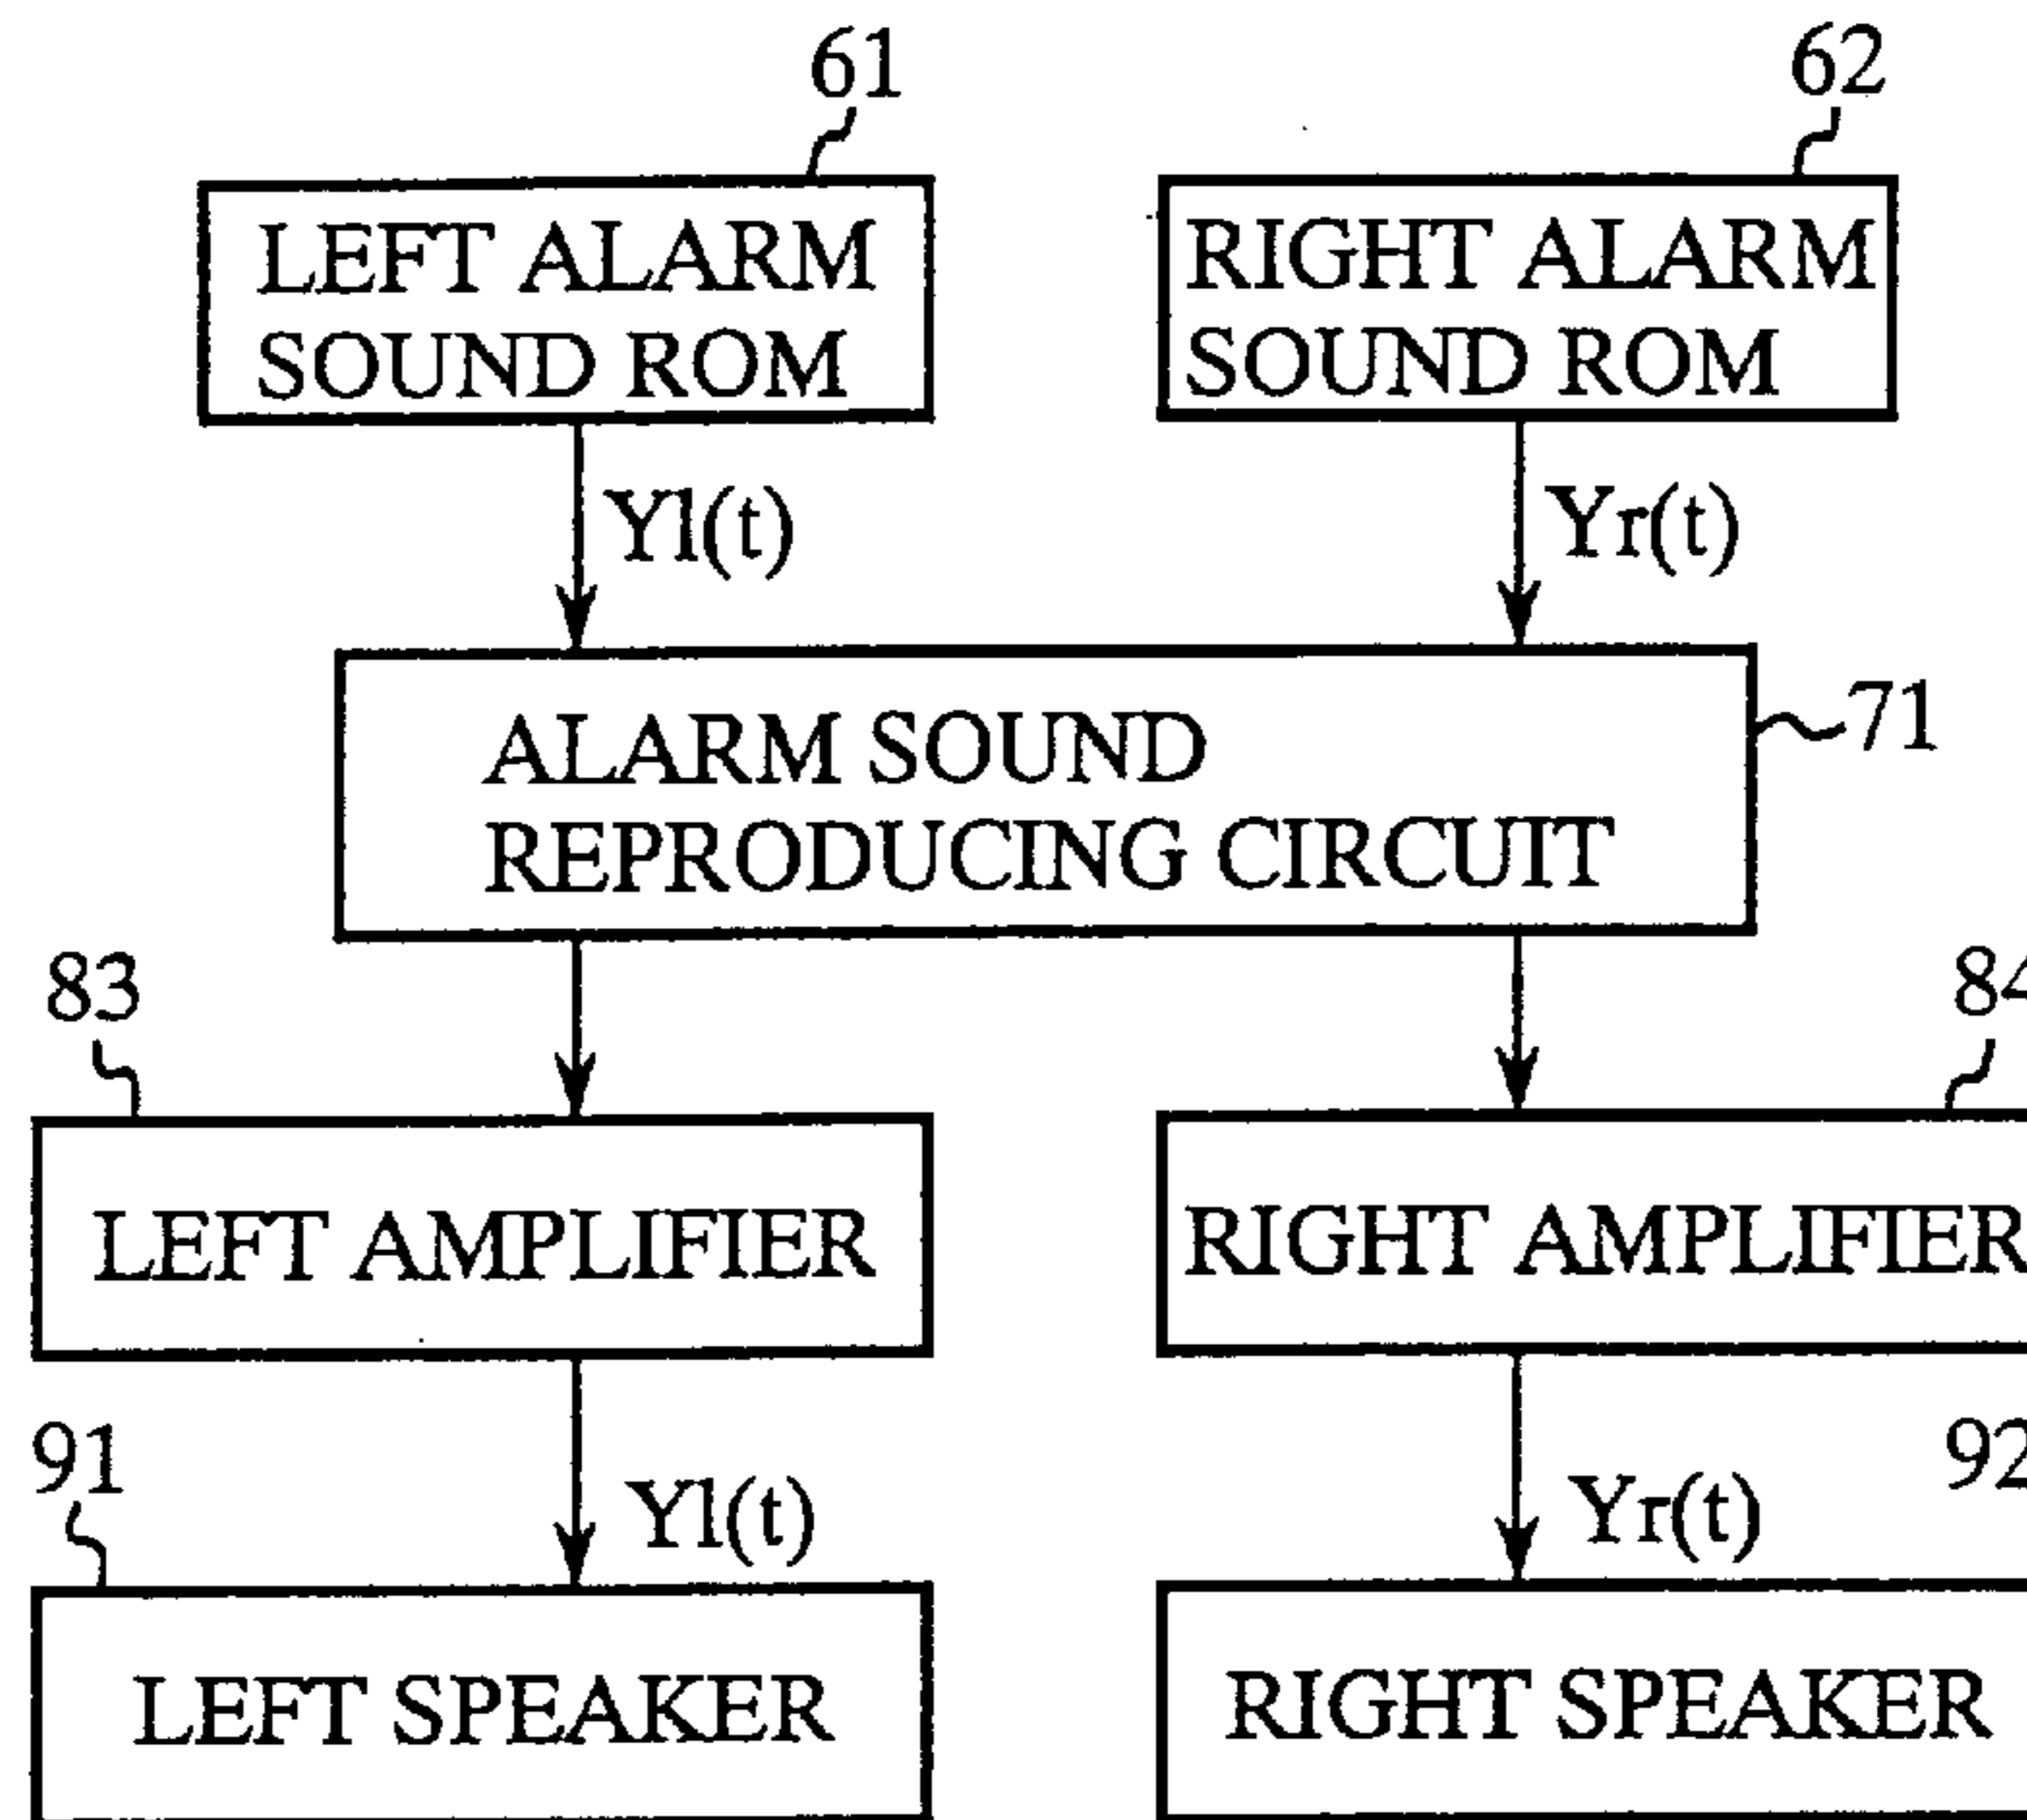 61
62
LEFT ALARM
SOUND ROM
RIGHT ALARM
SOUND ROM
Yl(t)
Yr(t)
ALARM SOUND
REPRODUCING CIRCUIT
71
83
84
LEFT AMPLIFIER
RIGHT AMPLIFIER
91
92
Yl(t)
Yr(t)
LEFT SPEAKER
RIGHT SPEAKER